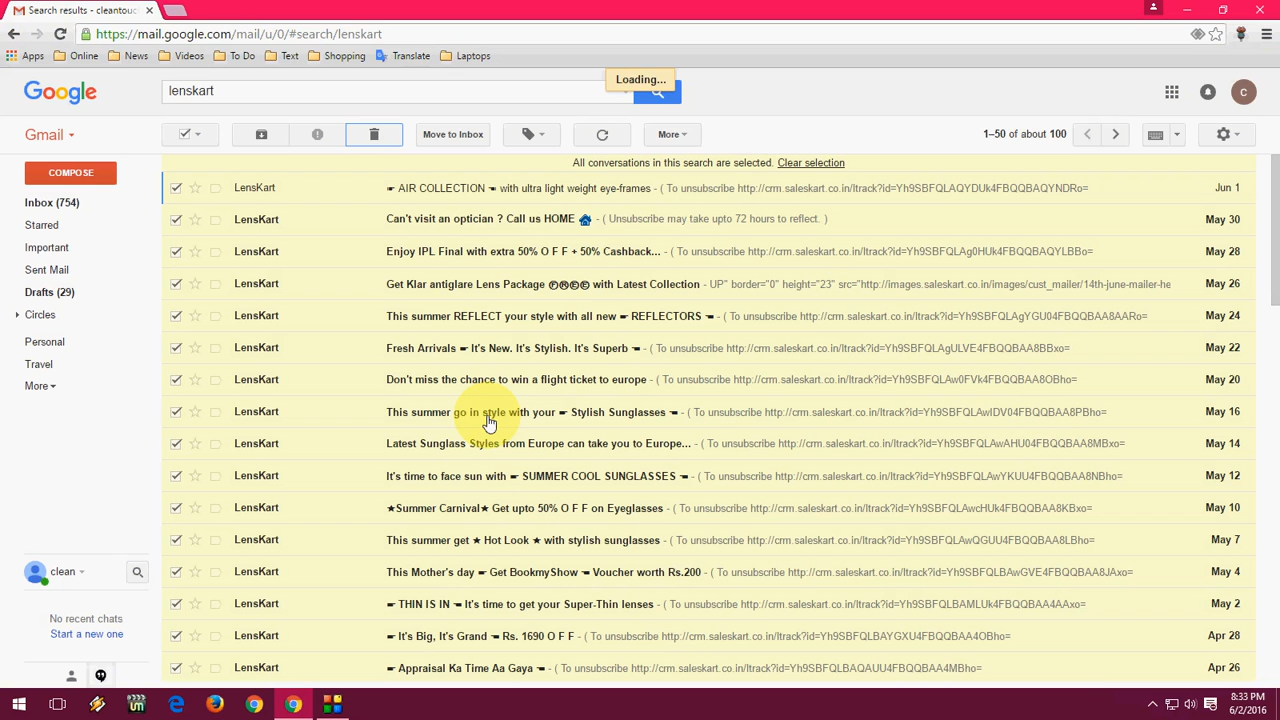 Search results - cleantouc
https://mail.google.com/mail/u/0/#search/lenskart
Apps Online News Videos To Do Text Shopping Translate Laptops
Loading...
Google lenskart C
Gmail Move to Inbox More 1–50 of about 100
All conversations in this search are selected. Clear selection
COMPOSE
Inbox (754)
Starred
Important
Sent Mail
Drafts (29)
Circles
Personal
Travel
More
clean
No recent chats
Start a new one
LensKart ☛ AIR COLLECTION ☚ with ultra light weight eye-frames - ( To unsubscribe http://crm.saleskart.co.in/ltrack?id=Yh9SBFQLAQYDUk4FBQQBAQYNDRo= Jun 1
LensKart Can't visit an optician ? Call us HOME 🏠 - ( Unsubscribe may take upto 72 hours to reflect. ) May 30
LensKart Enjoy IPL Final with extra 50% O F F + 50% Cashback... - ( To unsubscribe http://crm.saleskart.co.in/ltrack?id=Yh9SBFQLAg0HUk4FBQQBAQYLBBo= May 28
LensKart Get Klar antiglare Lens Package ⓅⓇⒺⒺ with Latest Collection - UP" border="0" height="23" src="http://images.saleskart.co.in/images/cust_mailer/14th-june-mailer-he May 26
LensKart This summer REFLECT your style with all new ☛ REFLECTORS ☚ - ( To unsubscribe http://crm.saleskart.co.in/ltrack?id=Yh9SBFQLAgYGU04FBQQBAA8AARo= May 24
LensKart Fresh Arrivals ☛ It's New. It's Stylish. It's Superb ☚ - ( To unsubscribe http://crm.saleskart.co.in/ltrack?id=Yh9SBFQLAgULVE4FBQQBAA8BBxo= May 22
LensKart Don't miss the chance to win a flight ticket to europe - ( To unsubscribe http://crm.saleskart.co.in/ltrack?id=Yh9SBFQLAw0FVk4FBQQBAA8OBho= May 20
LensKart This summer go in style with your ☛ Stylish Sunglasses ☚ - ( To unsubscribe http://crm.saleskart.co.in/ltrack?id=Yh9SBFQLAwIDV04FBQQBAA8PBho= May 16
LensKart Latest Sunglass Styles from Europe can take you to Europe... - ( To unsubscribe http://crm.saleskart.co.in/ltrack?id=Yh9SBFQLAwAHU04FBQQBAA8MBxo= May 14
LensKart It's time to face sun with ☛ SUMMER COOL SUNGLASSES ☚ - ( To unsubscribe http://crm.saleskart.co.in/ltrack?id=Yh9SBFQLAwYKUU4FBQQBAA8NBho= May 12
LensKart ★Summer Carnival★ Get upto 50% O F F on Eyeglasses - ( To unsubscribe http://crm.saleskart.co.in/ltrack?id=Yh9SBFQLAwcHUk4FBQQBAA8KBxo= May 10
LensKart This summer get ★ Hot Look ★ with stylish sunglasses - ( To unsubscribe http://crm.saleskart.co.in/ltrack?id=Yh9SBFQLAwQGUU4FBQQBAA8LBho= May 7
LensKart This Mother's day ☛ Get BookmyShow ☚ Voucher worth Rs.200 - ( To unsubscribe http://crm.saleskart.co.in/ltrack?id=Yh9SBFQLBAwGVE4FBQQBAA8JAxo= May 4
LensKart ☛ THIN IS IN ☚ It's time to get your Super-Thin lenses - ( To unsubscribe http://crm.saleskart.co.in/ltrack?id=Yh9SBFQLBAMLUk4FBQQBAA4AAxo= May 2
LensKart ☛ It's Big, It's Grand ☚ Rs. 1690 O F F - ( To unsubscribe http://crm.saleskart.co.in/ltrack?id=Yh9SBFQLBAYGXU4FBQQBAA4OBho= Apr 28
LensKart ☛ Appraisal Ka Time Aa Gaya ☚ - ( To unsubscribe http://crm.saleskart.co.in/ltrack?id=Yh9SBFQLBAQAUU4FBQQBAA4MBho= Apr 26
8:33 PM
6/2/2016